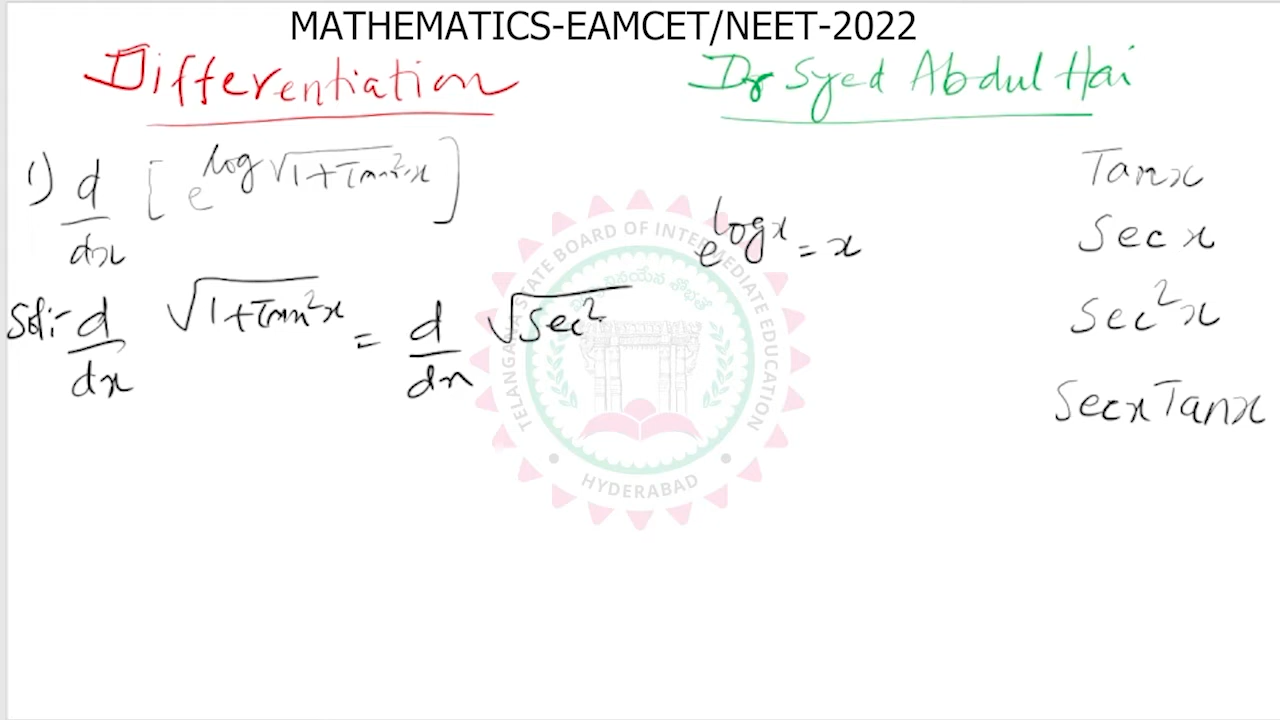 MATHEMATICS-EAMCET/NEET-2022
Differentiation
Dr Syed Abdul Hai
1) d/dx [e^log√1+Tan²x]
e^logx = x
Sol:- d/dx √1+Tan²x = d/dx √Sec²
Tanx
Secx
Sec²x
SecxTanx
TELANGANA STATE BOARD OF INTERMEDIATE EDUCATION
HYDERABAD